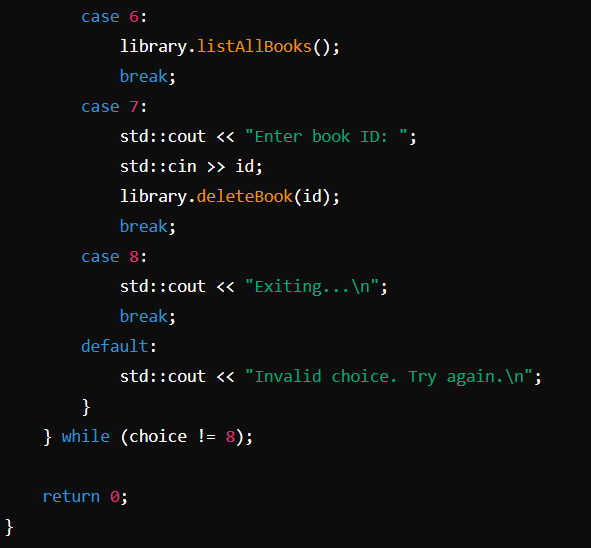 case 6:
library.listAllBooks();
break;
case 7:
std::cout << "Enter book ID: ";
std::cin >> id;
library.deleteBook(id);
break;
case 8:
std::cout << "Exiting...\n";
break;
default:
std::cout << "Invalid choice. Try again.\n";
}
} while (choice != 8);
return 0;
}